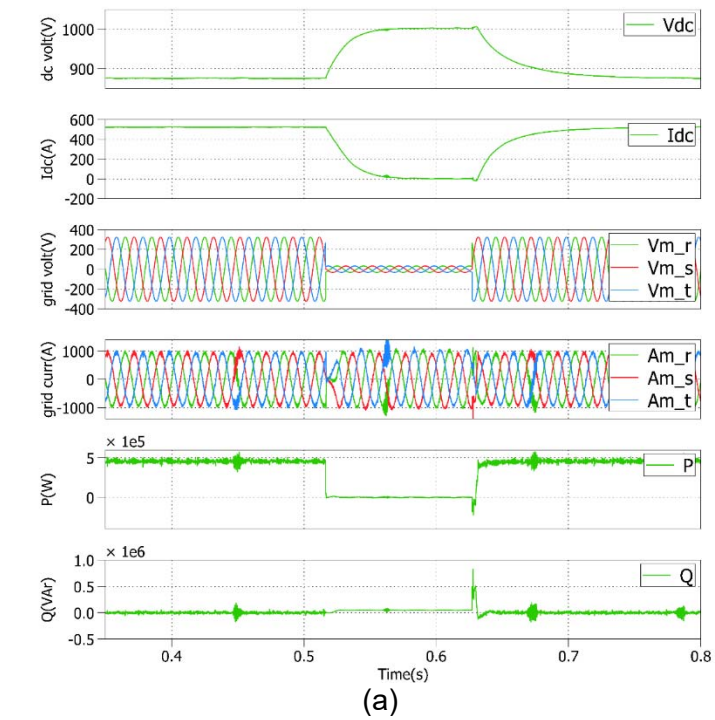 dc volt(V)
1000
900
Vdc
Idc(A)
600
400
200
0
-200
Idc
grid volt(V)
400
200
0
-200
-400
Vm_r
Vm_s
Vm_t
grid curr(A)
1000
0
-1000
Am_r
Am_s
Am_t
× 1e5
P(W)
5
0
P
× 1e6
Q(VAr)
1.0
0.5
0.0
-0.5
Q
0.4 0.5 0.6 0.7 0.8
Time(s)
(a)